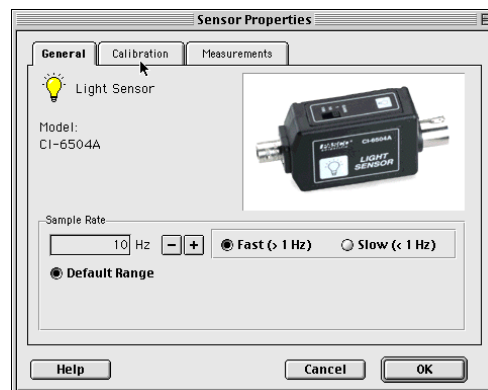 Sensor Properties
General
Calibration
Measurements
Light Sensor
Model:
CI-6504A
CI-6504A
LIGHT
SENSOR
Sample Rate
10 Hz - +
Fast (> 1 Hz)
Slow (< 1 Hz)
Default Range
Help
Cancel
OK